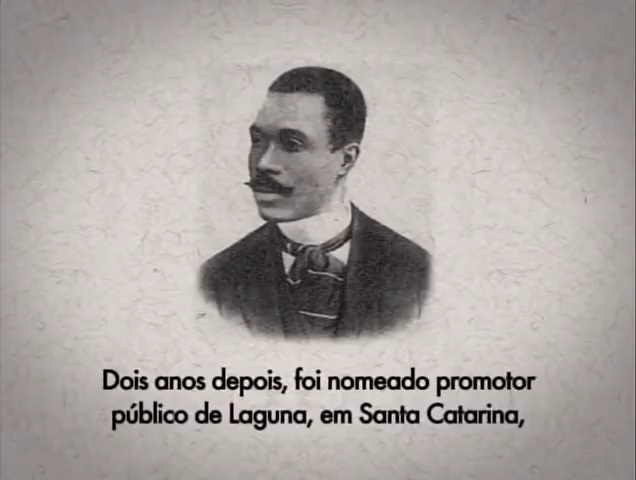 Dois anos depois, foi nomeado promotor
público de Laguna, em Santa Catarina,